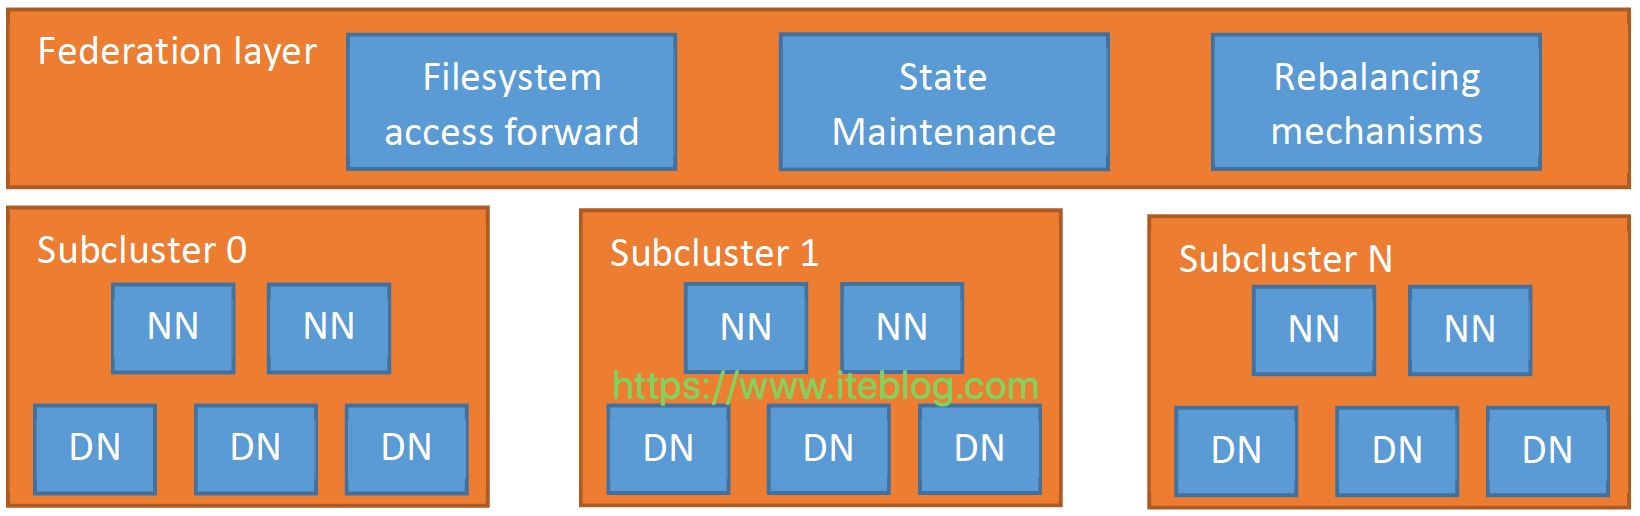 Federation layer
Filesystem
access forward
State
Maintenance
Rebalancing
mechanisms
Subcluster 0
NN NN
DN DN DN
Subcluster 1
NN NN
https://www.iteblog.com
DN DN DN
Subcluster N
NN NN
DN DN DN